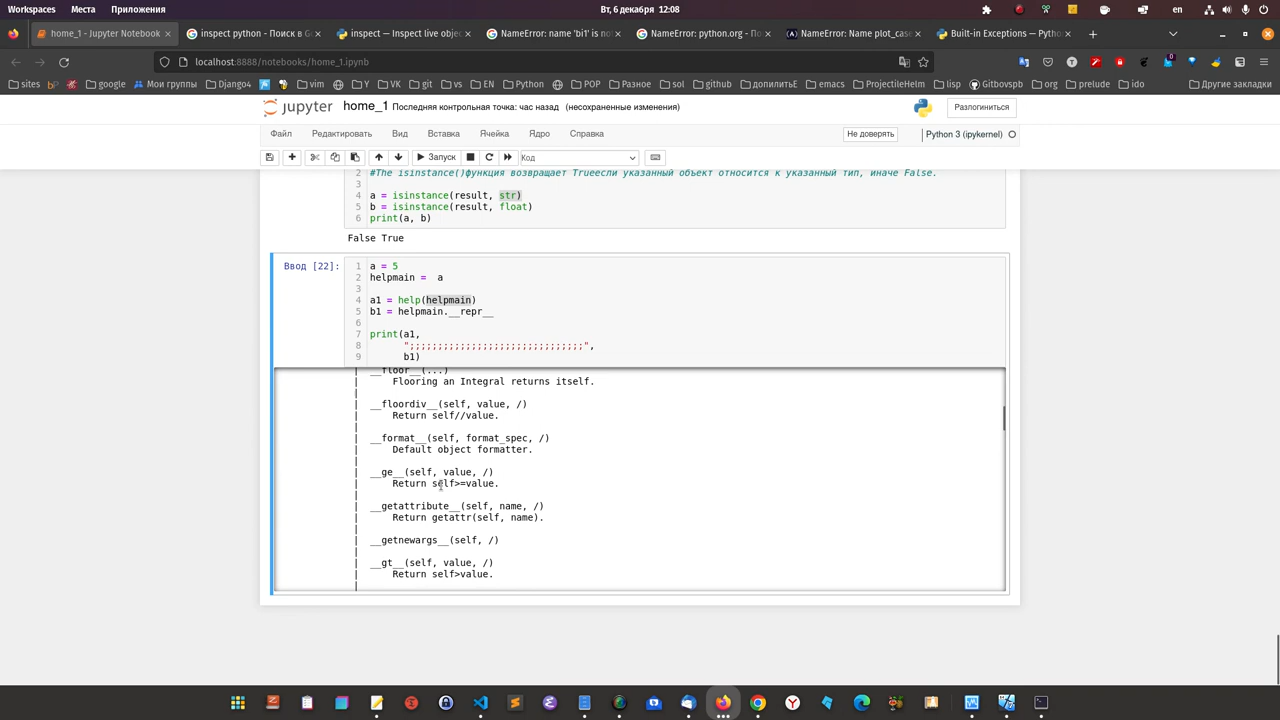 Workspaces Места Приложения Вт, 6 декабря 12:08 en
home_1 - Jupyter Notebook inspect python - Поиск в G inspect — Inspect live objec NameError: name 'bi1' is no NameError: python.org - По NameError: Name plot_case Built-in Exceptions — Pytho
localhost:8888/notebooks/home_1.ipynb
sites google Мои группы Django4 Y VK git vs EN Python POP Разное sol github допилитьЕ emacs ProjectileHelm lisp Gitbovspb org prelude ido Другие закладки
jupyter home_1 Последняя контрольная точка: час назад (несохраненные изменения) Разлогиниться
Файл Редактировать Вид Вставка Ячейка Ядро Справка Не доверять Python 3 (ipykernel)
Запуск Код
2 #The isinstance()функция возвращает Trueесли указанный объект относится к указанный тип, иначе False.
3
4 a = isinstance(result, str)
5 b = isinstance(result, float)
6 print(a, b)
False True
Ввод [22]: 1 a = 5
2 helpmain = a
3
4 a1 = help(helpmain)
5 b1 = helpmain.__repr__
6
7 print(a1,
8 ";;;;;;;;;;;;;;;;;;;;;;;;;;;;;;;",
9 b1)
| __floor__(...)
| Flooring an Integral returns itself.
|
| __floordiv__(self, value, /)
| Return self//value.
|
| __format__(self, format_spec, /)
| Default object formatter.
|
| __ge__(self, value, /)
| Return self>=value.
|
| __getattribute__(self, name, /)
| Return getattr(self, name).
|
| __getnewargs__(self, /)
|
| __gt__(self, value, /)
| Return self>value.
|